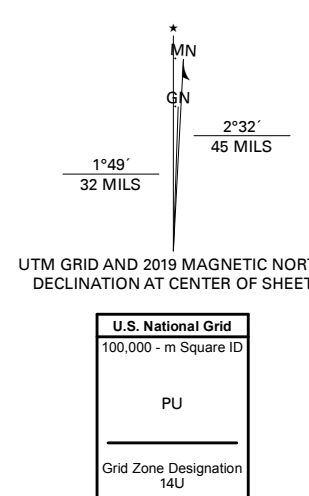 ★
MN
GN
2°32´
45 MILS
1°49´
32 MILS
UTM GRID AND 2019 MAGNETIC NORT
DECLINATION AT CENTER OF SHEET
U.S. National Grid
100,000 - m Square ID
PU
Grid Zone Designation
14U